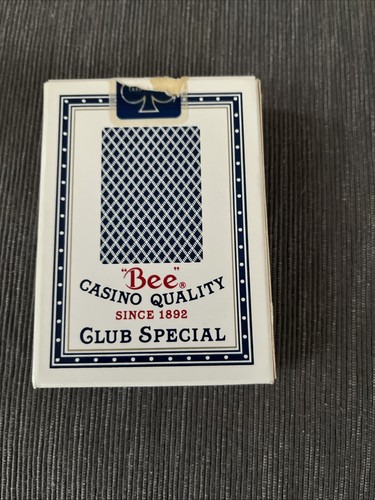 "Bee"®
CASINO QUALITY
SINCE 1892
CLUB SPECIAL